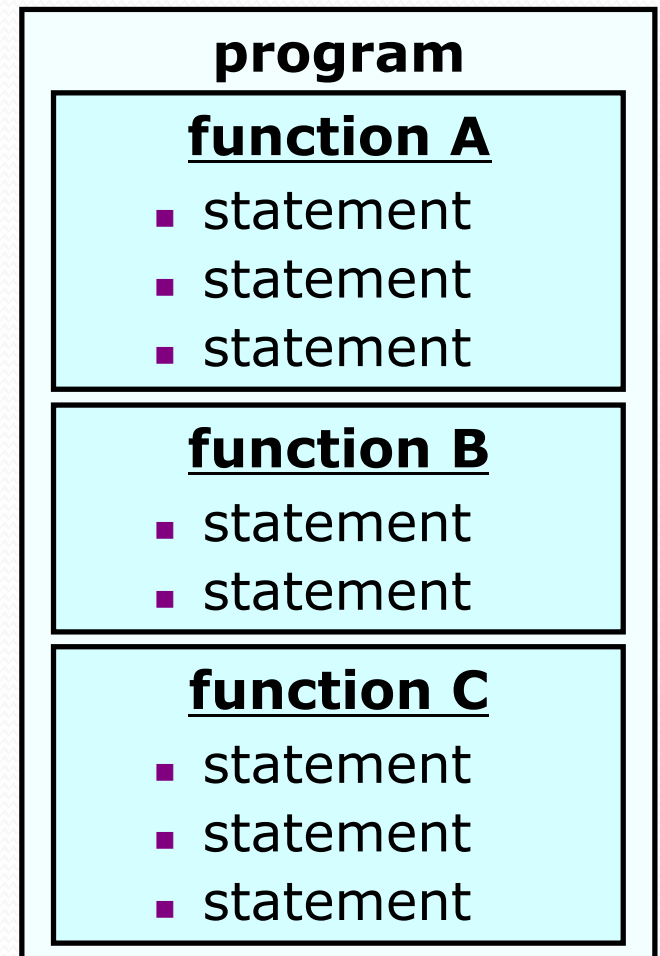 program
function A
statement
statement
statement
function B
statement
statement
function C
statement
statement
statement